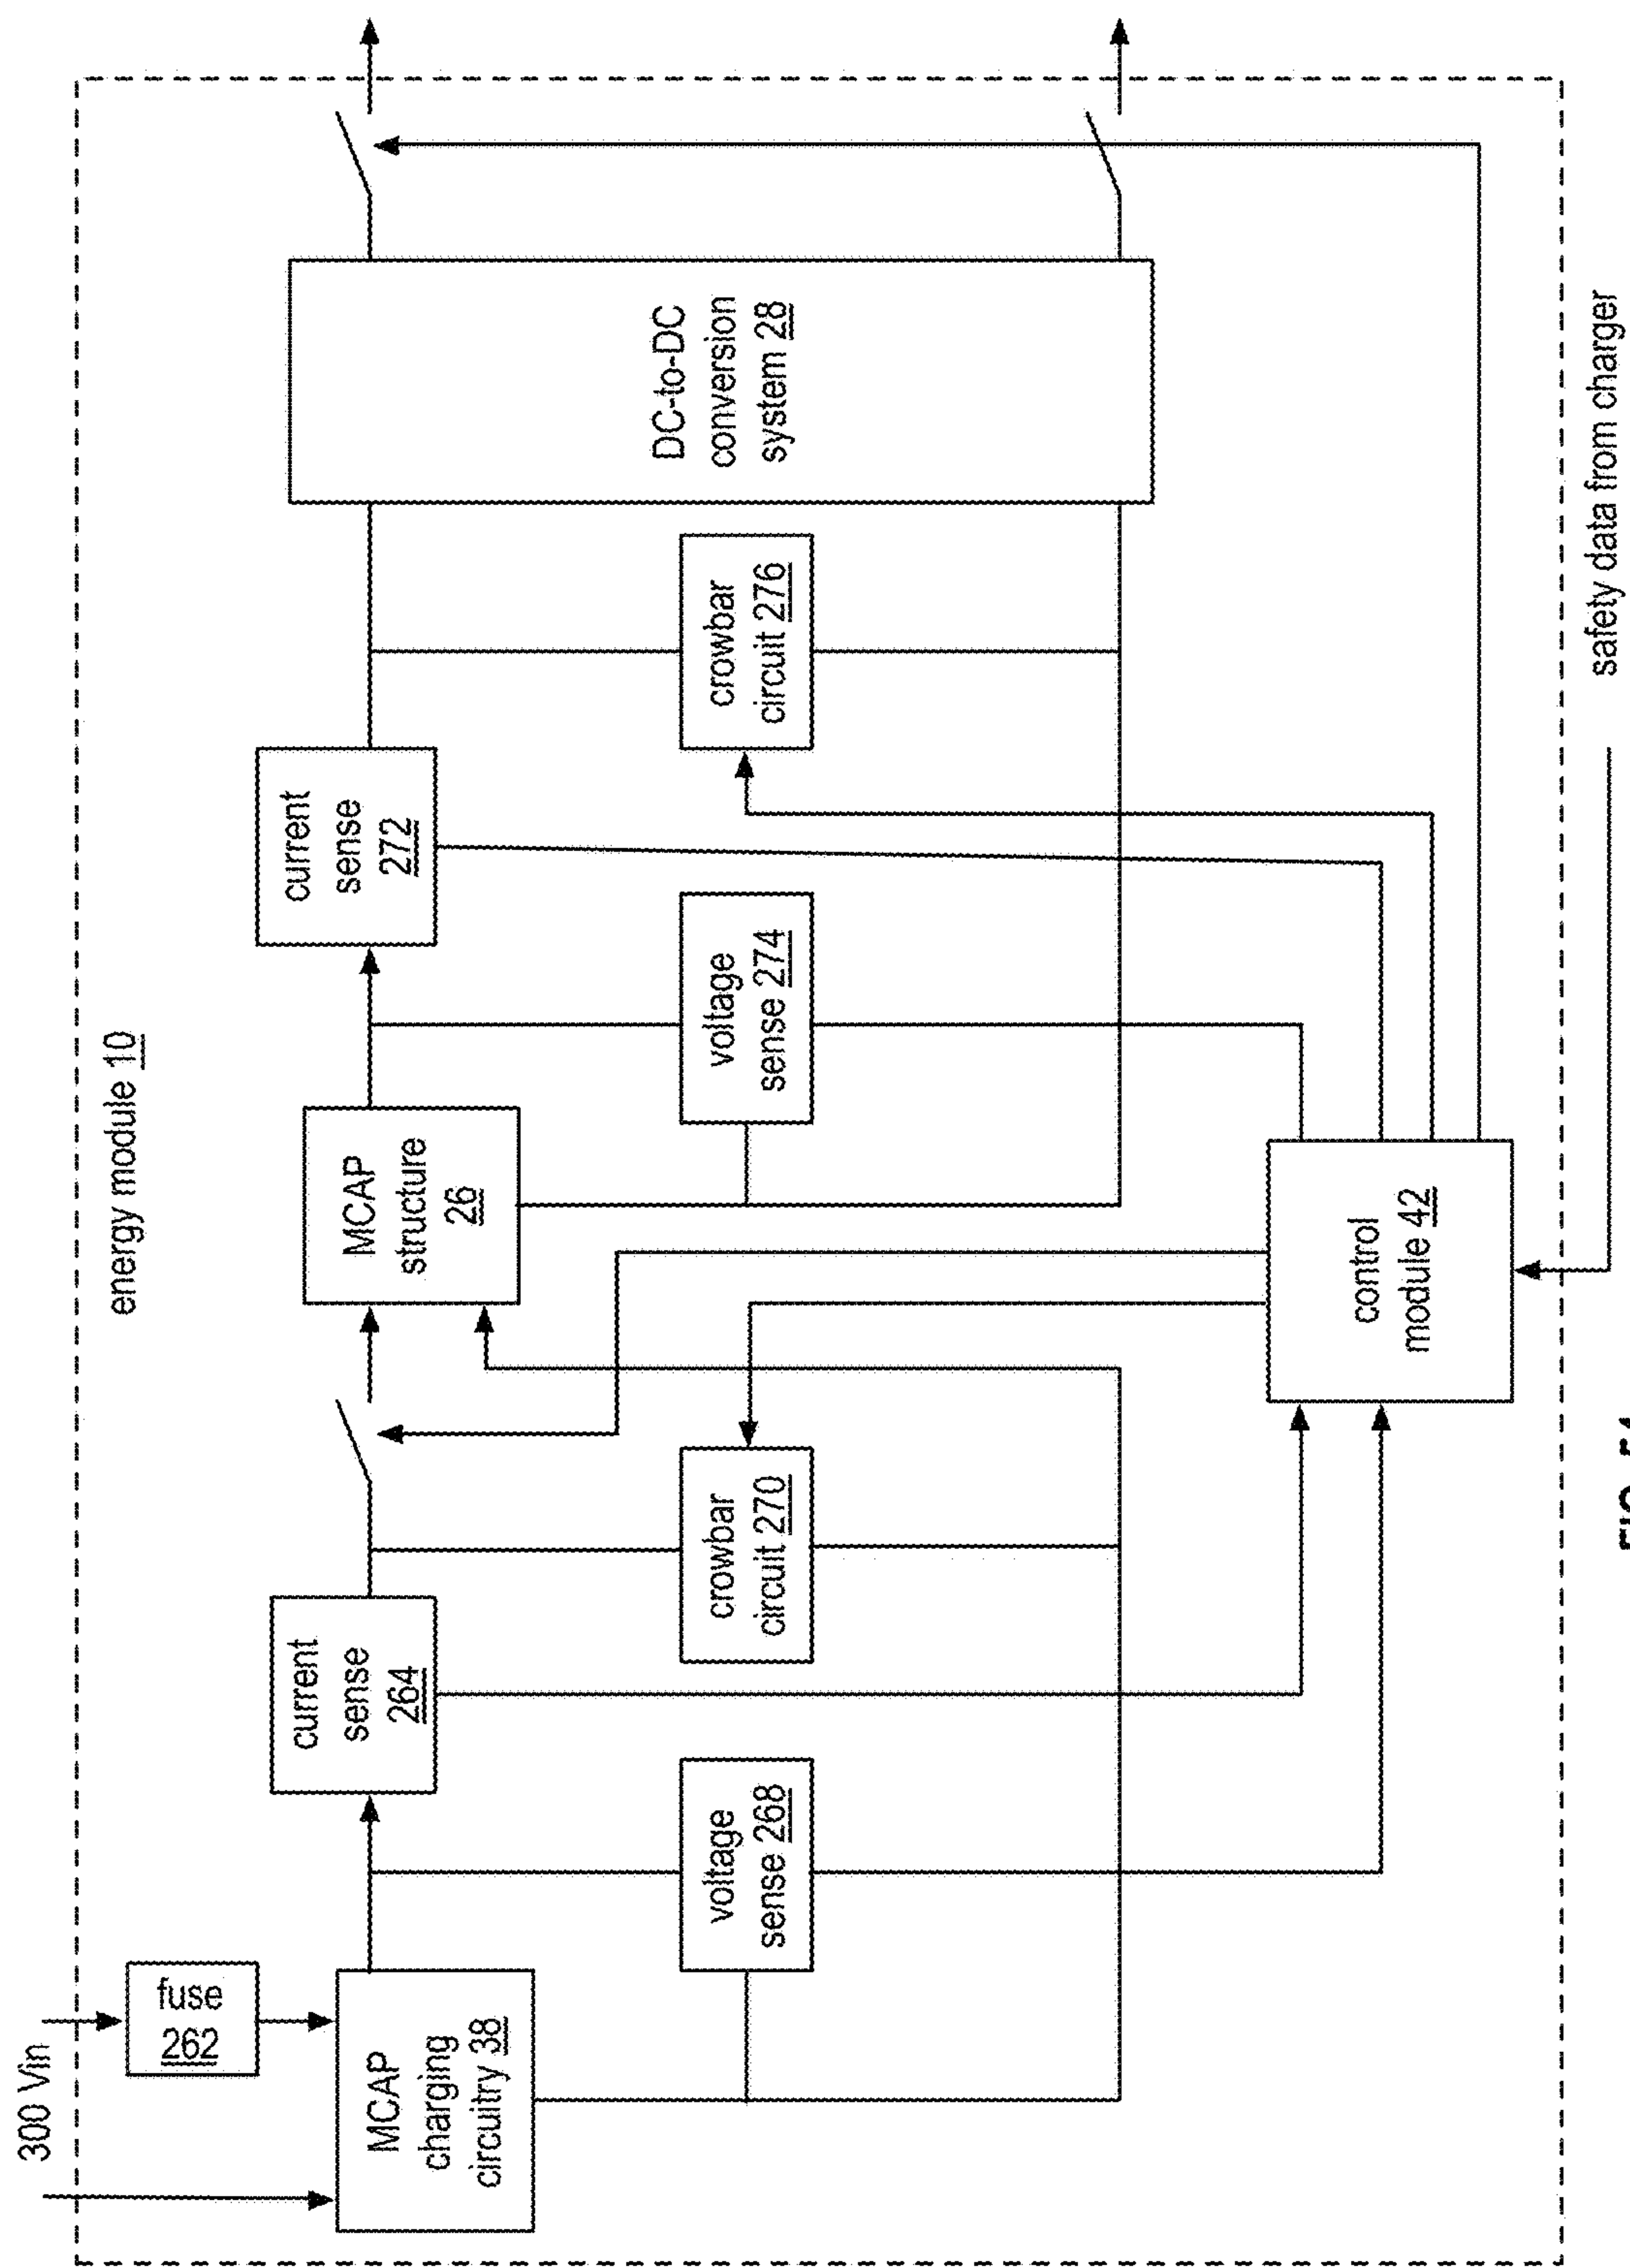 300 Vin
energy module 10
fuse
262
MCAP
charging
circuitry 38
current
sense
264
MCAP
structure
26
current
sense
272
DC-to-DC
conversion
system 28
voltage
sense 268
crowbar
circuit 270
voltage
sense 274
crowbar
circuit 276
control
module 42
safety data from charger